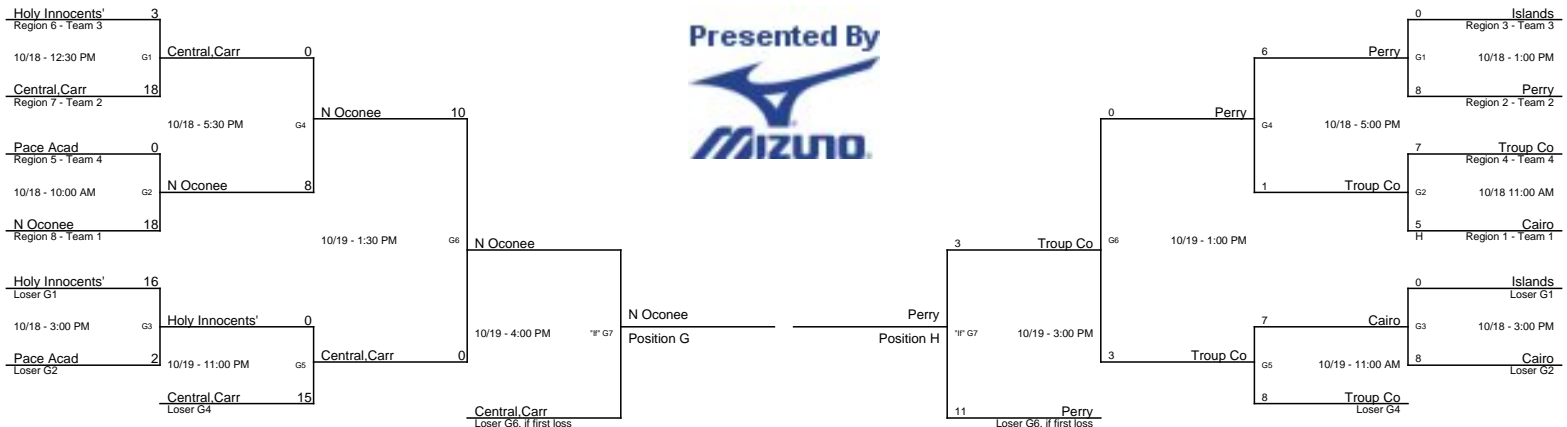 Holy Innocents' 3
Region 6 - Team 3
10/18 - 12:30 PM G1
Central,Carr 0
Central,Carr 18
Region 7 - Team 2
10/18 - 5:30 PM G4
N Oconee 10
Pace Acad 0
Region 5 - Team 4
10/18 - 10:00 AM G2
N Oconee 8
N Oconee 18
Region 8 - Team 1
10/19 - 1:30 PM G6
N Oconee
Holy Innocents' 16
Loser G1
10/18 - 3:00 PM G3
Holy Innocents' 0
Pace Acad 2
Loser G2
10/19 - 11:00 PM G5
Central,Carr 0
Central,Carr 15
Loser G4
10/19 - 4:00 PM "If" G7
N Oconee
Position G
Central,Carr
Loser G6, if first loss
Presented By
MIZUNO
0 Islands
Region 3 - Team 3
G1 10/18 - 1:00 PM
6 Perry
8 Perry
Region 2 - Team 2
G4 10/18 - 5:00 PM
0 Perry
7 Troup Co
Region 4 - Team 4
G2 10/18 11:00 AM
1 Troup Co
5 Cairo
H Region 1 - Team 1
G6 10/19 - 1:00 PM
3 Troup Co
0 Islands
Loser G1
G3 10/18 - 3:00 PM
7 Cairo
8 Cairo
Loser G2
G5 10/19 - 11:00 AM
3 Troup Co
8 Troup Co
Loser G4
"If" G7 10/19 - 3:00 PM
Perry
Position H
11 Perry
Loser G6, if first loss